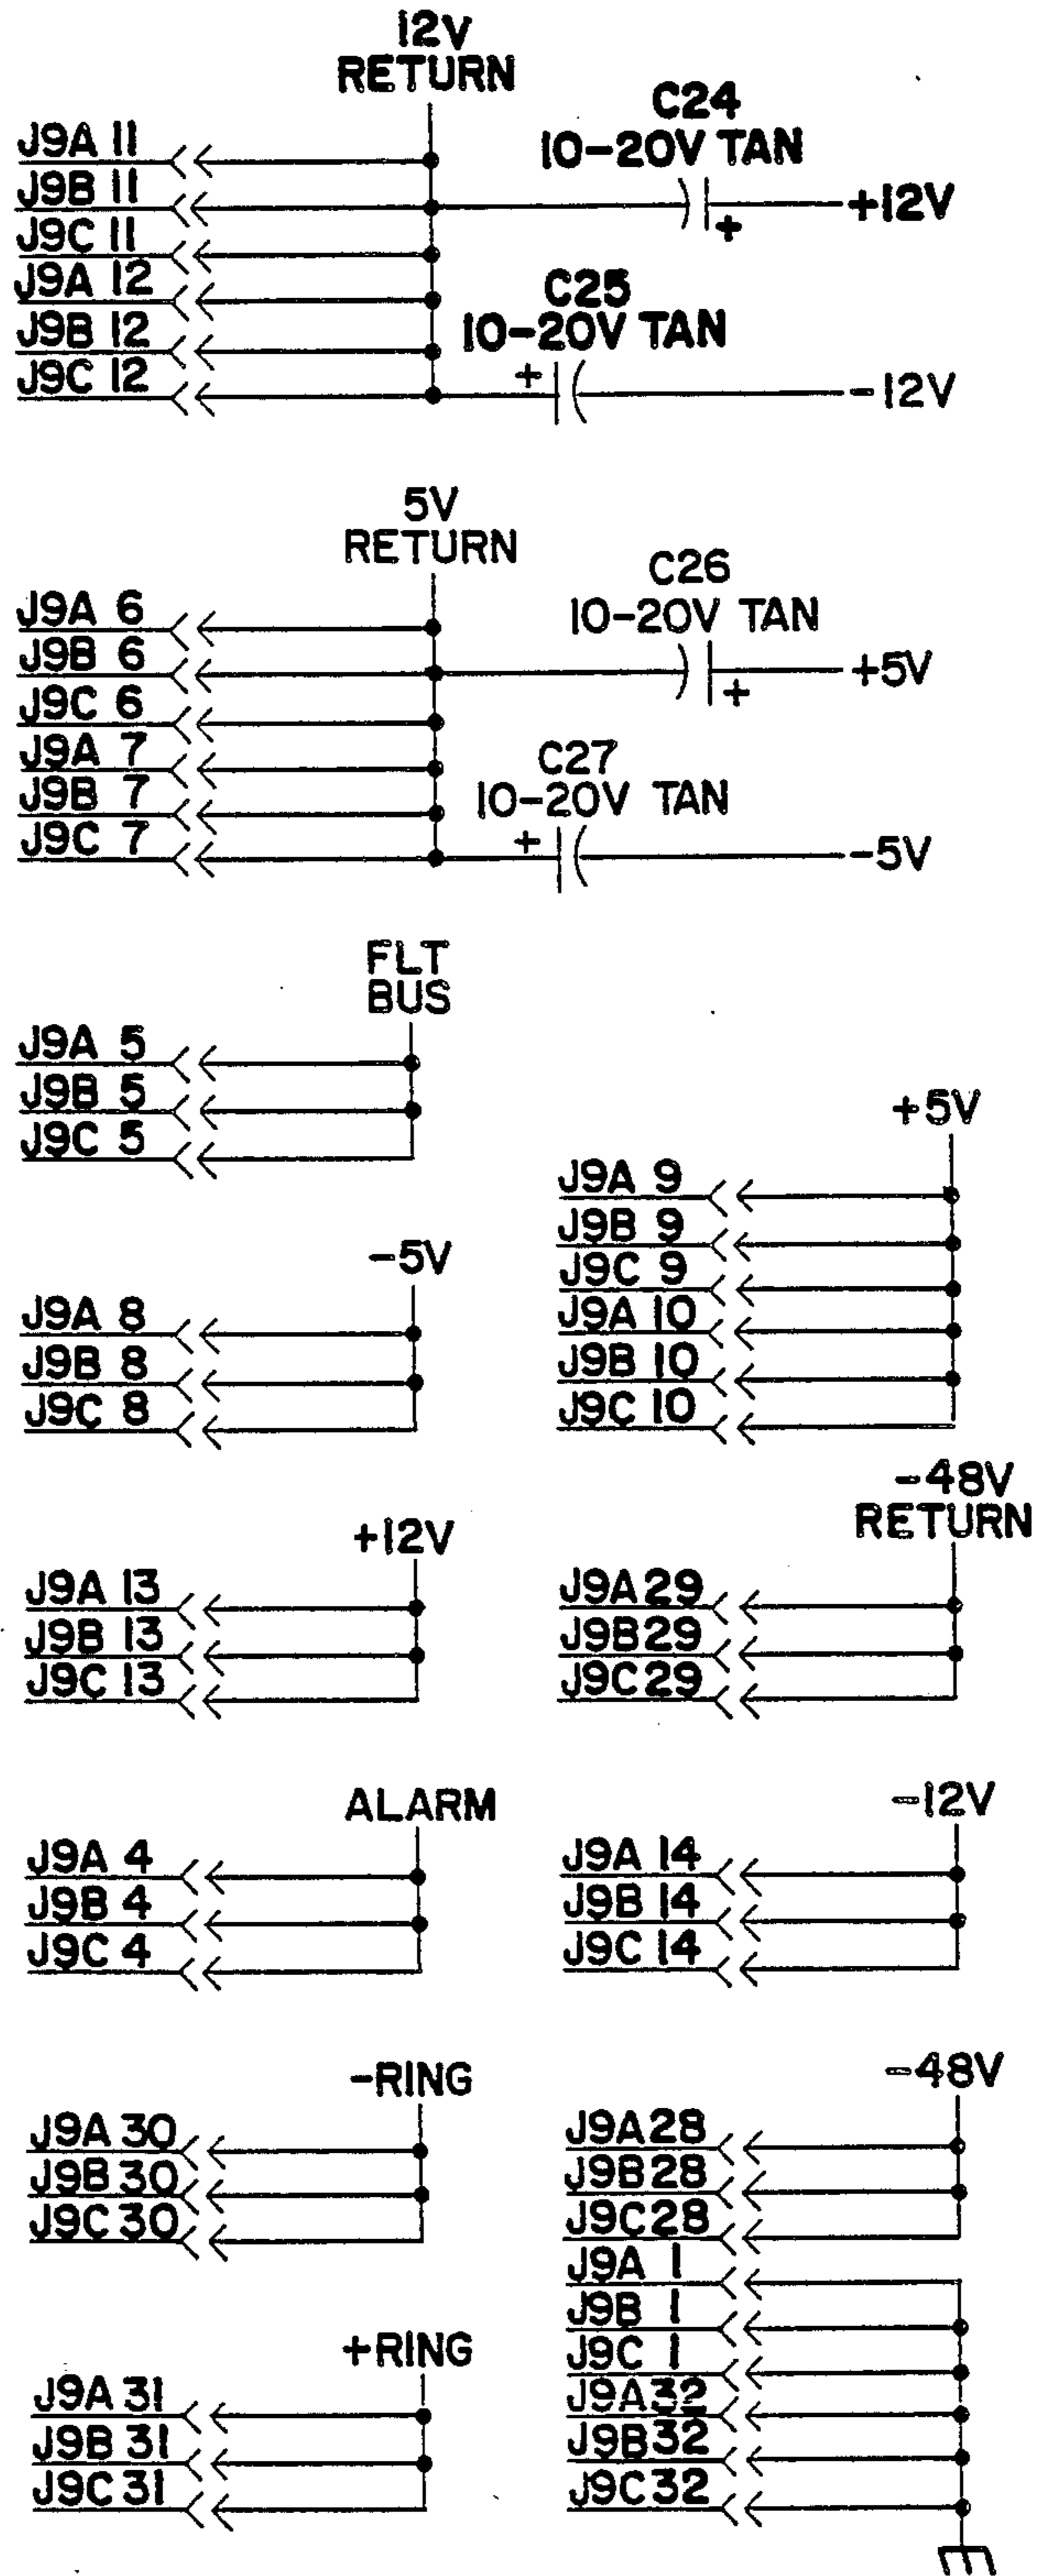 12V
RETURN
C24
10-20V TAN
J9A 11
J9B 11
+12V
+
J9C 11
J9A 12
C25
J9B 12
10-20V TAN
J9C 12
+
-12V
5V
RETURN
C26
10-20V TAN
J9A 6
J9B 6
+5V
+
J9C 6
J9A 7
C27
J9B 7
10-20V TAN
J9C 7
+
-5V
FLT
BUS
J9A 5
J9B 5
J9C 5
+5V
J9A 9
J9B 9
J9C 9
J9A 10
J9B 10
J9C 10
-5V
J9A 8
J9B 8
J9C 8
-48V
RETURN
J9A 29
J9B 29
J9C 29
+12V
J9A 13
J9B 13
J9C 13
ALARM
J9A 4
J9B 4
J9C 4
-12V
J9A 14
J9B 14
J9C 14
-RING
J9A 30
J9B 30
J9C 30
-48V
J9A 28
J9B 28
J9C 28
J9A 1
J9B 1
J9C 1
J9A 32
J9B 32
J9C 32
+RING
J9A 31
J9B 31
J9C 31